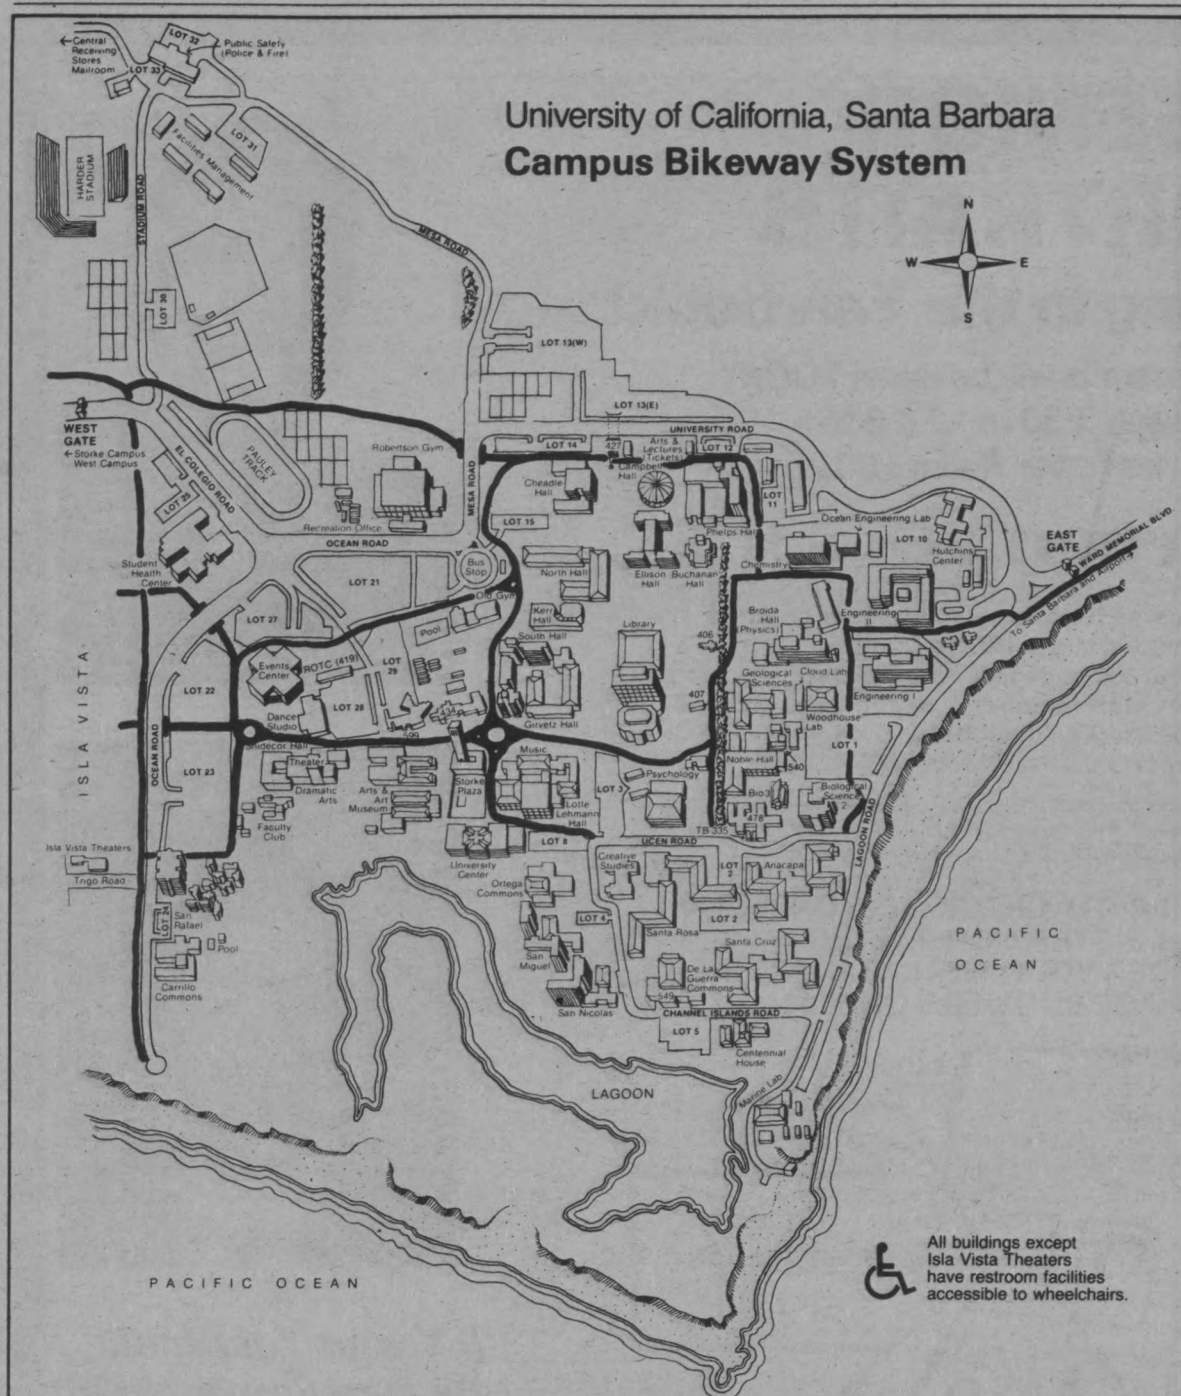 University of California, Santa Barbara
Campus Bikeway System
N
W
E
S
←Central
Receiving
Stores
Mailroom
LOT 32
Public Safety
(Police & Fire)
LOT 33
LOT 31
Facilities Management
HARDER
STADIUM
STADIUM ROAD
MESA ROAD
LOT 30
LOT 13(W)
LOT 13(E)
UNIVERSITY ROAD
WEST
GATE
←Storke Campus
West Campus
EL COLEGIO ROAD
PAULEY
TRACK
Robertson Gym
MESA ROAD
LOT 14
427
Arts &
Lectures
(Tickets)
LOT 12
Campbell
Hall
Cheadle
Hall
LOT 11
LOT 25
Recreation Office
LOT 15
Phelps Hall
Ocean Engineering Lab
LOT 10
Hutchins
Center
EAST
GATE
WARD MEMORIAL BLVD.
To Santa Barbara and Airport→
OCEAN ROAD
Student
Health
Center
LOT 21
Bus
Stop
North Hall
Ellison
Hall
Buchanan
Hall
Chemistry
Old Gym
Kerr
Hall
Broida
Hall
(Physics)
Engineering
II
LOT 27
Pool
South Hall
Library
406
ISLA VISTA
Events
Center
ROTC (419)
LOT
29
Geological
Sciences
Cloud Lab
Engineering I
LOT 22
407
Dance
Studio
LOT 28
434
Girvetz Hall
Woodhouse
Lab
599
Snidecor Hall
OCEAN ROAD
Theater
Music
Noble Hall
LOT 1
540
LOT 23
Dramatic
Arts
Arts &
Art
Museum
Storke
Plaza
LOT 3
Psychology
Bio3
Biological
Sciences
2
Lotte
Lehmann
Hall
478
Faculty
Club
TB 335
LAGOON ROAD
Isla Vista Theaters
University
Center
LOT 8
UCEN ROAD
Trigo Road
Creative
Studies
LOT
2
Anacapa
Ortega
Commons
LOT 24
San
Rafael
LOT 4
LOT 2
Santa Rosa
Santa Cruz
PACIFIC
OCEAN
Pool
San
Miguel
De La
Guerra
Commons
Carrillo
Commons
549
San Nicolas
CHANNEL ISLANDS ROAD
LOT 5
Centennial
House
LAGOON
Marine Lab
PACIFIC OCEAN
All buildings except
Isla Vista Theaters
have restroom facilities
accessible to wheelchairs.